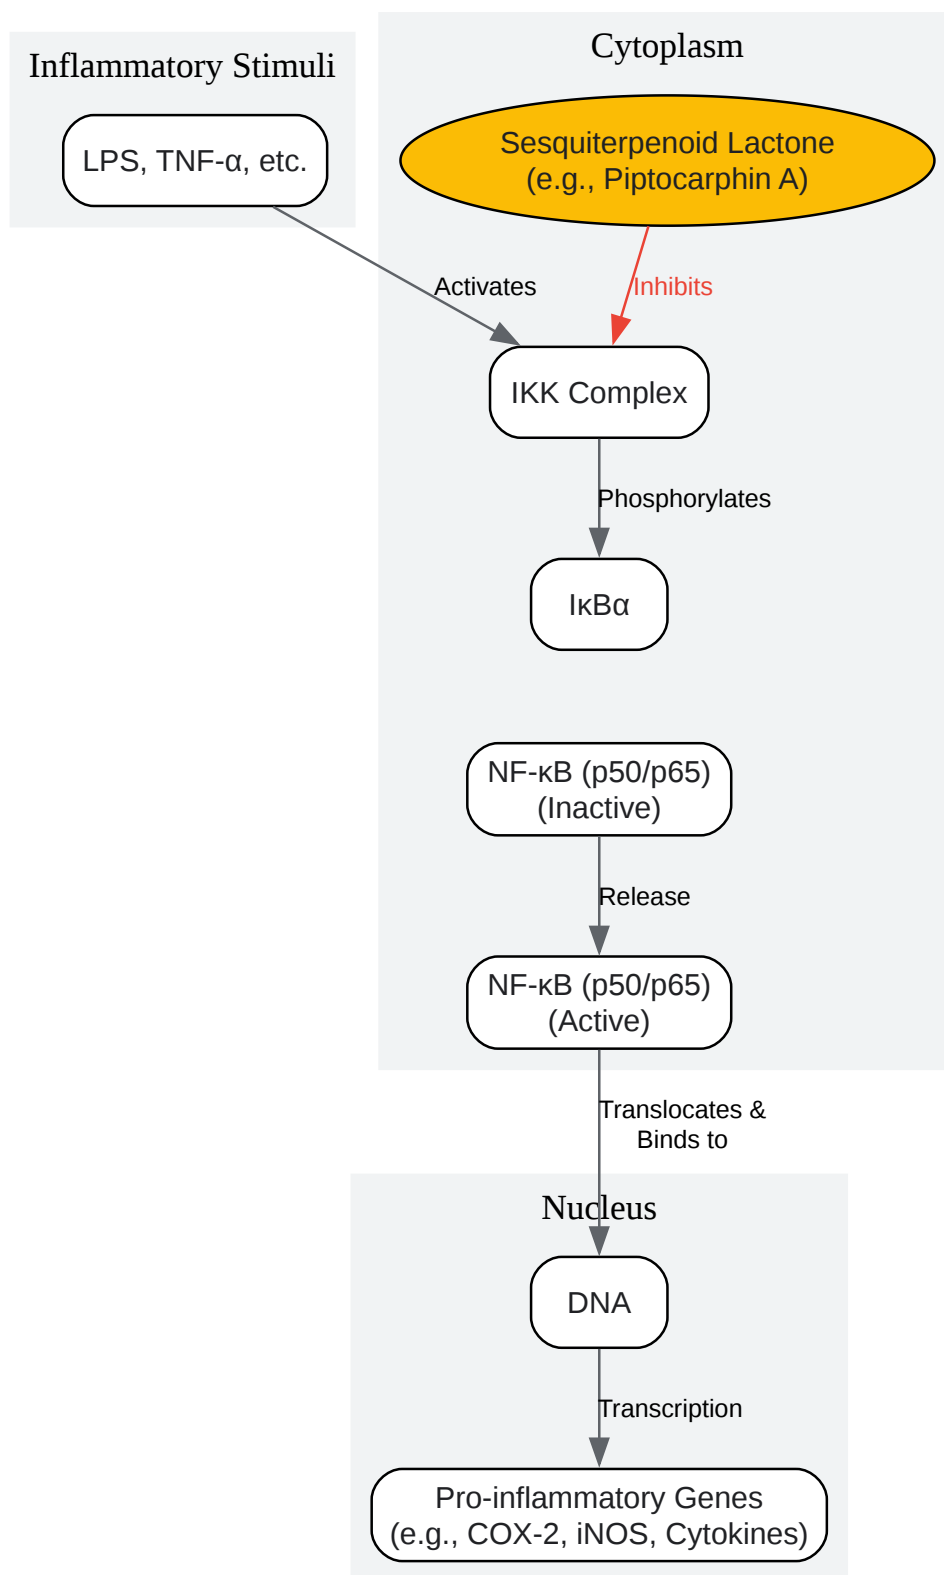 Inflammatory Stimuli
LPS, TNF-α, etc.
Cytoplasm
Sesquiterpenoid Lactone
(e.g., Piptocarphin A)
Activates
Inhibits
IKK Complex
Phosphorylates
IκBα
NF-κB (p50/p65)
(Inactive)
Release
NF-κB (p50/p65)
(Active)
Translocates &
Binds to
Nucleus
DNA
Transcription
Pro-inflammatory Genes
(e.g., COX-2, iNOS, Cytokines)